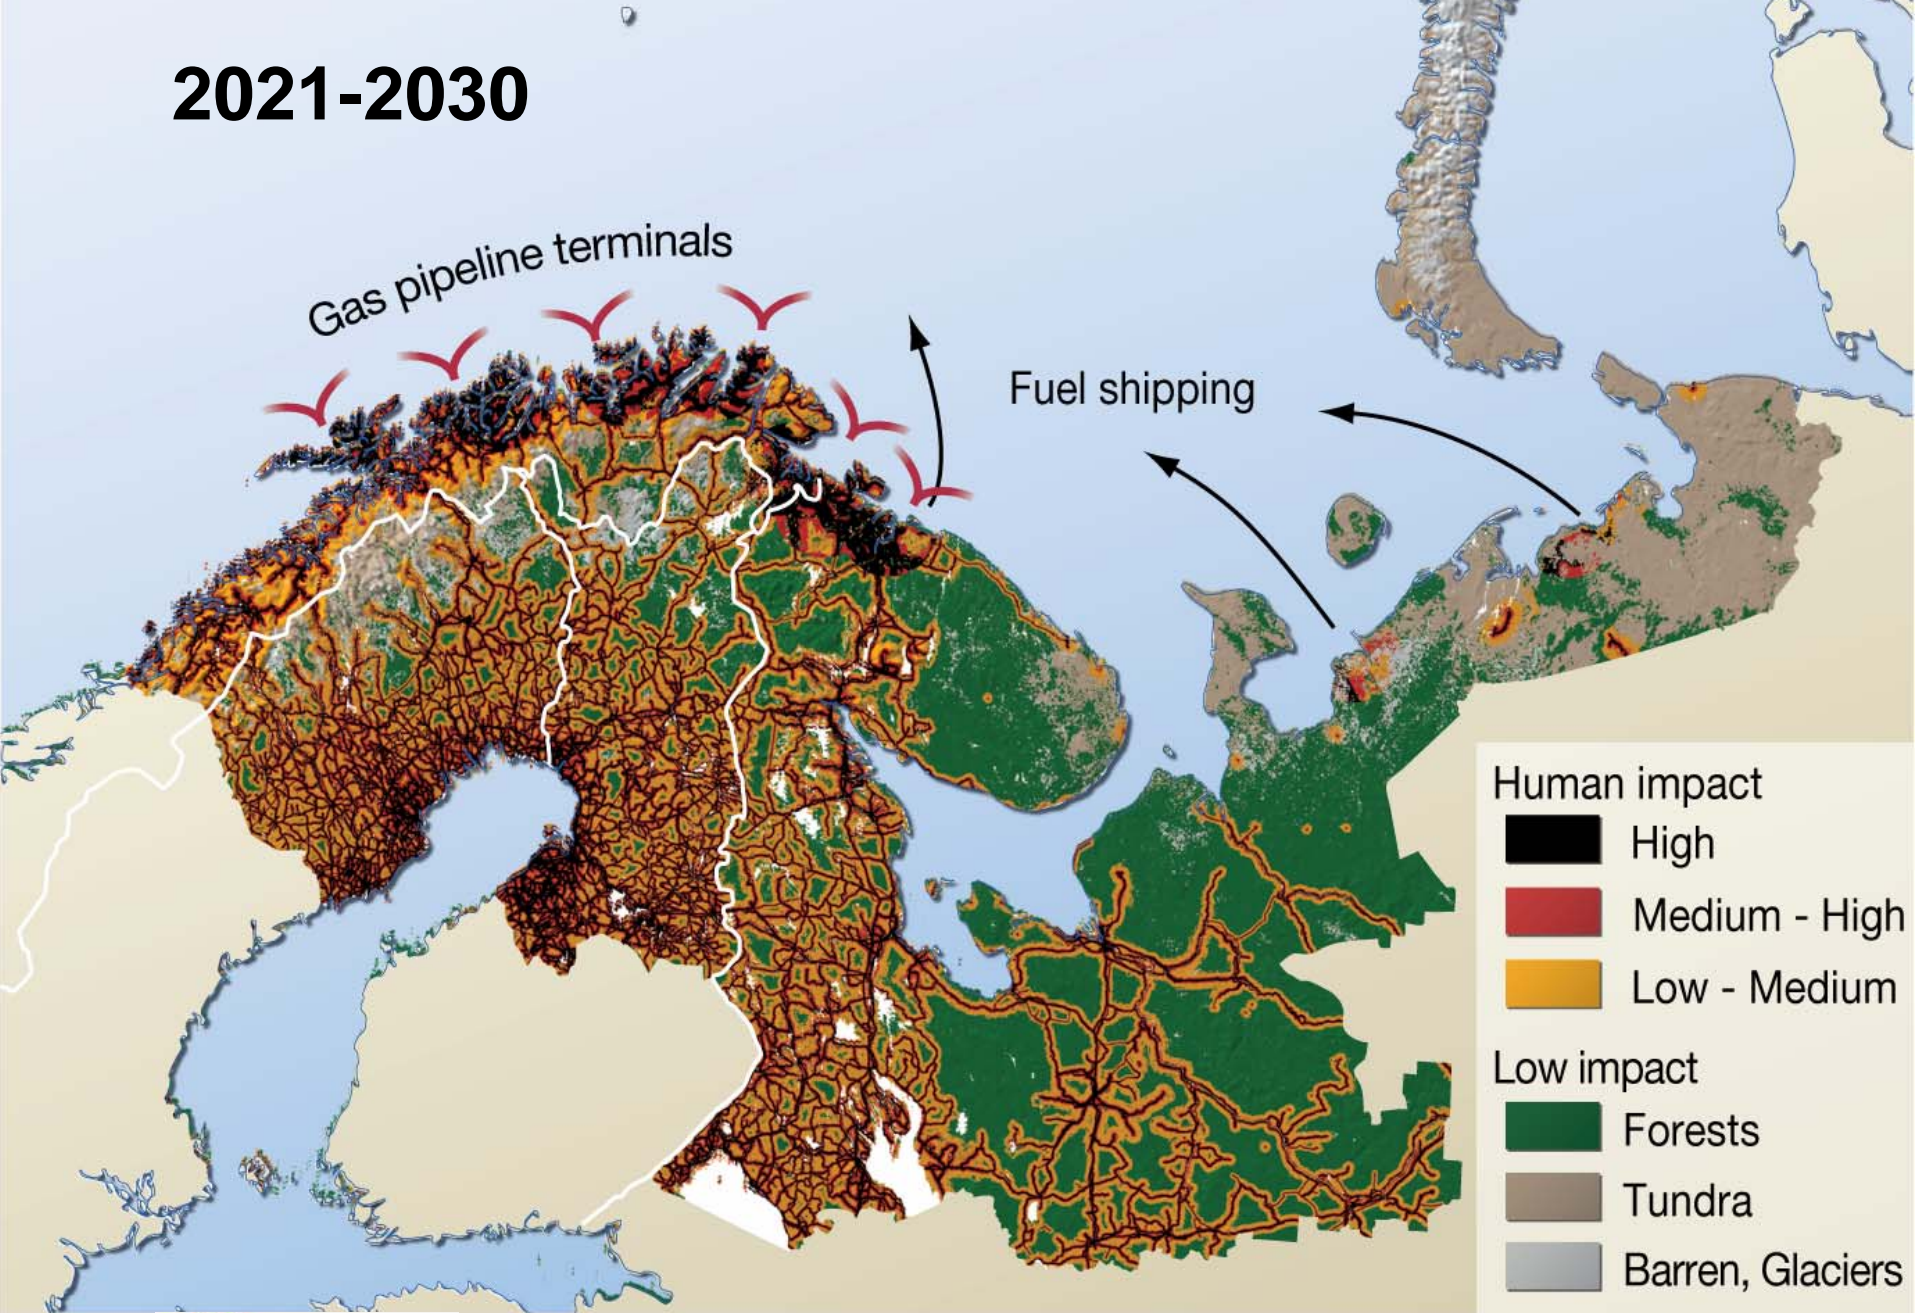 2021-2030
Gas pipeline terminals
Fuel shipping
Human impact
High
Medium - High
Low - Medium
Low impact
Forests
Tundra
Barren, Glaciers